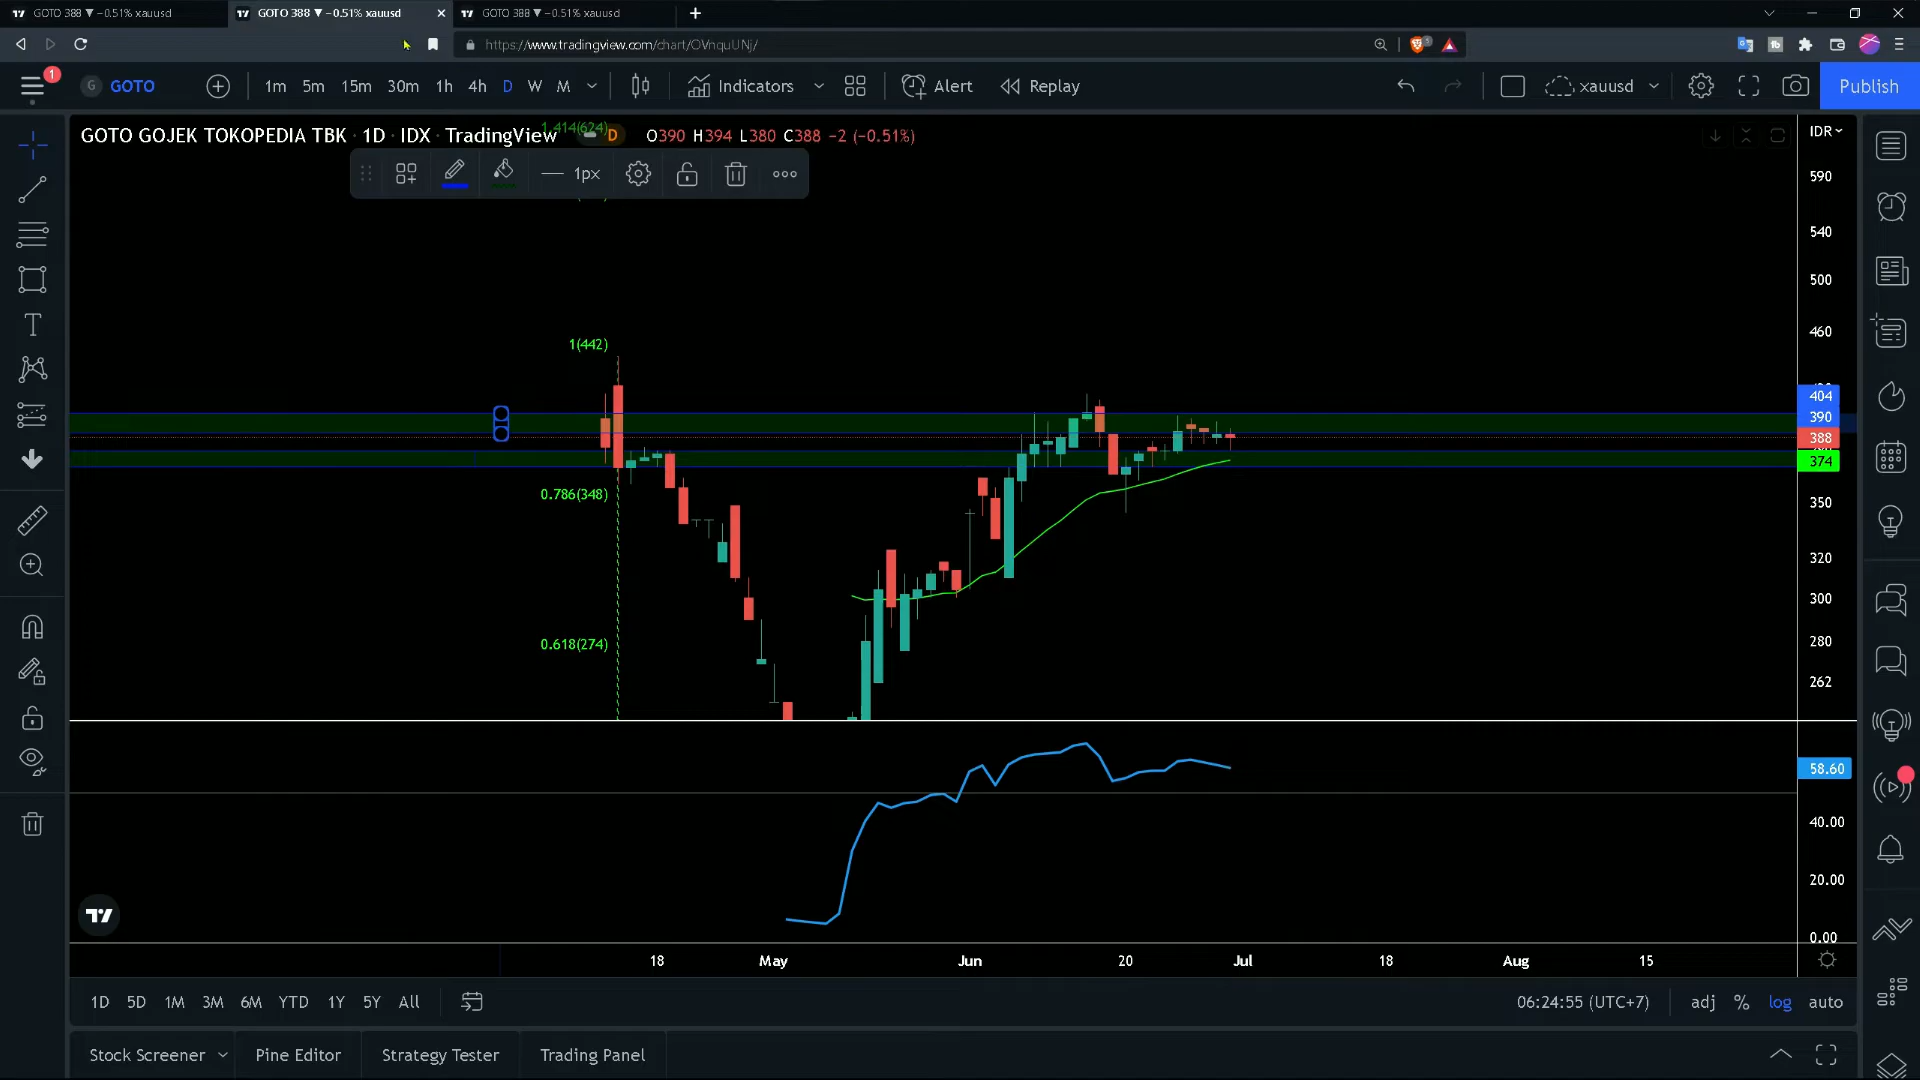 GOTO 388 ▼ −0.51% xauusd
GOTO 388 ▼ −0.51% xauusd
GOTO 388 ▼ −0.51% xauusd
https://www.tradingview.com/chart/OVnquUNj/
1
GOTO
1m 5m 15m 30m 1h 4h D W M
Indicators
Alert
Replay
xauusd
Publish
GOTO GOJEK TOKOPEDIA TBK · 1D · IDX · TradingView
D
O390 H394 L380 C388 −2 (−0.51%)
IDR
1.414(624)
1px
590
540
500
460
1(442)
404
390
388
374
0.786(348)
350
320
300
0.618(274)
280
262
58.60
40.00
20.00
0.00
18 May Jun 20 Jul 18 Aug 15
1D 5D 1M 3M 6M YTD 1Y 5Y All
06:24:55 (UTC+7)
adj % log auto
Stock Screener
Pine Editor
Strategy Tester
Trading Panel